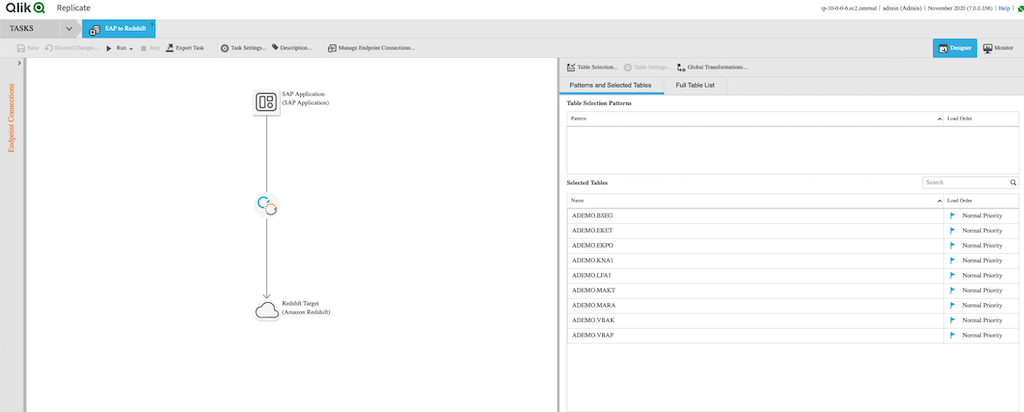 Qlik Q Replicate
ip-10-0-0-6.ec2.internal | admin (Admin) | November 2020 (7.0.0.356) | Help |
TASKS
SAP to Redshift
Save
Discard Changes...
Run
Stop
Export Task
Task Settings...
Description...
Manage Endpoint Connections...
Designer
Monitor
Endpoint Connections
SAP Application
(SAP Application)
Redshift Target
(Amazon Redshift)
Table Selection...
Table Settings...
Global Transformations...
Patterns and Selected Tables
Full Table List
Table Selection Patterns
Pattern Load Order
Selected Tables
Search
Name Load Order
ADEMO.BSEG Normal Priority
ADEMO.EKET Normal Priority
ADEMO.EKPO Normal Priority
ADEMO.KNA1 Normal Priority
ADEMO.LFA1 Normal Priority
ADEMO.MAKT Normal Priority
ADEMO.MARA Normal Priority
ADEMO.VBAK Normal Priority
ADEMO.VBAP Normal Priority